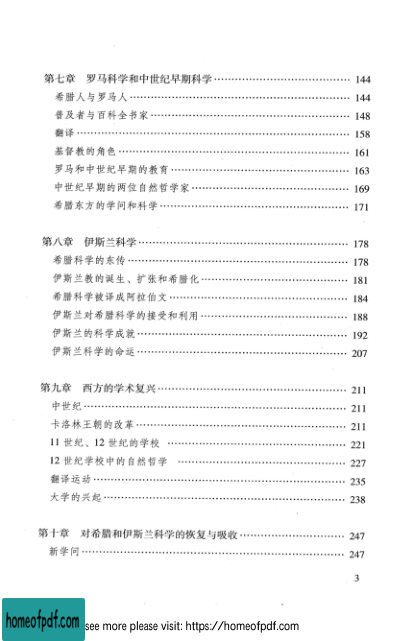 第七章 罗马科学和中世纪早期科学 …… 144
希腊人与罗马人 …… 144
普及者与百科全书家 …… 148
翻译 …… 158
基督教的角色 …… 161
罗马和中世纪早期的教育 …… 163
中世纪早期的两位自然哲学家 …… 169
希腊东方的学问和科学 …… 171
第八章 伊斯兰科学 …… 178
希腊科学的东传 …… 178
伊斯兰教的诞生、扩张和希腊化 …… 181
希腊科学被译成阿拉伯文 …… 184
伊斯兰对希腊科学的接受和利用 …… 188
伊斯兰的科学成就 …… 192
伊斯兰科学的命运 …… 207
第九章 西方的学术复兴 …… 211
中世纪 …… 211
卡洛林王朝的改革 …… 211
11 世纪、12 世纪的学校 …… 221
12 世纪学校中的自然哲学 …… 227
翻译运动 …… 235
大学的兴起 …… 238
第十章 对希腊和伊斯兰科学的恢复与吸收 …… 247
新学问 …… 247
3
homeofpdf.com
see more please visit: https://homeofpdf.com